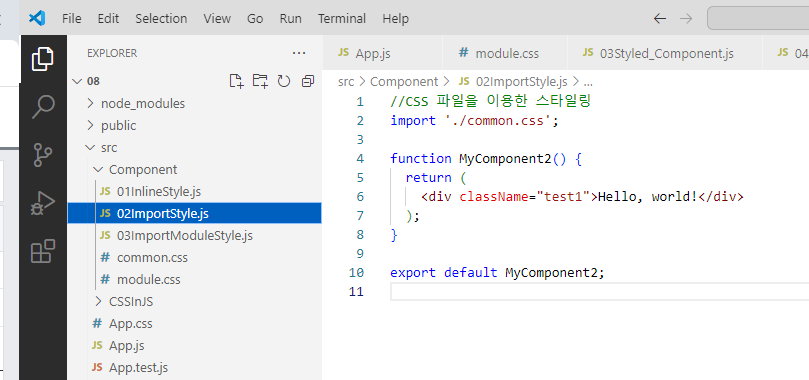 File Edit Selection View Go Run Terminal Help
EXPLORER
08
node_modules
public
src
Component
JS 01InlineStyle.js
JS 02ImportStyle.js
JS 03ImportModuleStyle.js
# common.css
# module.css
CSSInJS
# App.css
JS App.js
JS App.test.js
JS App.js # module.css JS 03Styled_Component.js JS 04
src > Component > JS 02ImportStyle.js > ...
1 //CSS 파일을 이용한 스타일링
2 import './common.css';
3
4 function MyComponent2() {
5 return (
6 <div className="test1">Hello, world!</div>
7 );
8 }
9
10 export default MyComponent2;
11